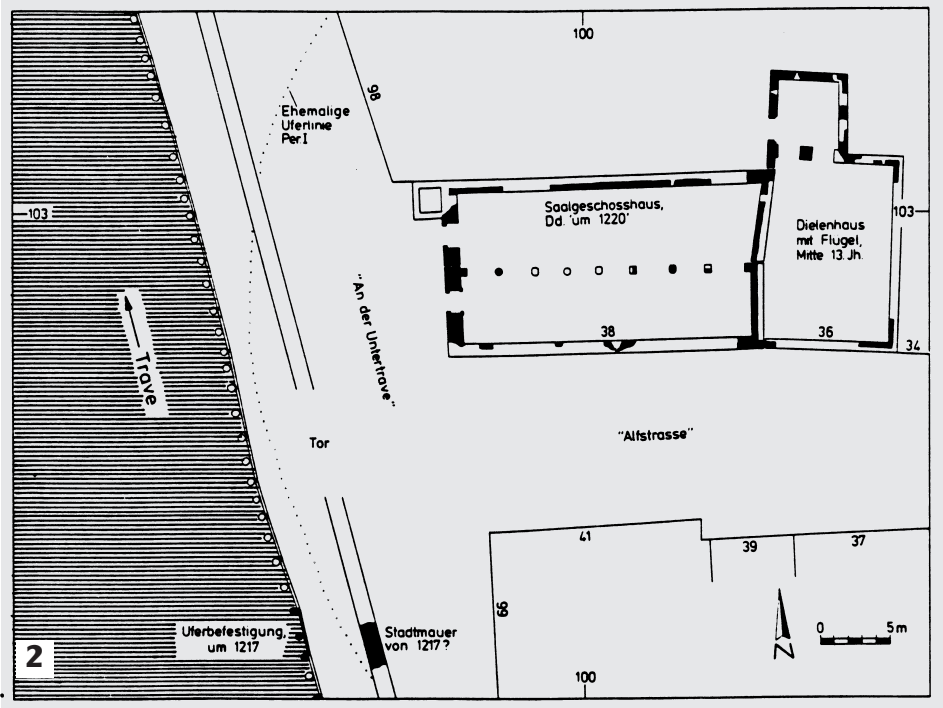 100
Ehemalige
Uferlinie
Per.I
98
103
Saalgeschosshaus,
Dd. 'um 1220'
Dielenhaus
mit Flugel,
Mitte 13. Jh.
103
"An der Untertrave"
Trave
38
36
34
Tor
"Alfstrasse"
41
39
37
66
Uferbefestigung,
um 1217
Stadtmauer
von 1217?
N
0 5m
2
100